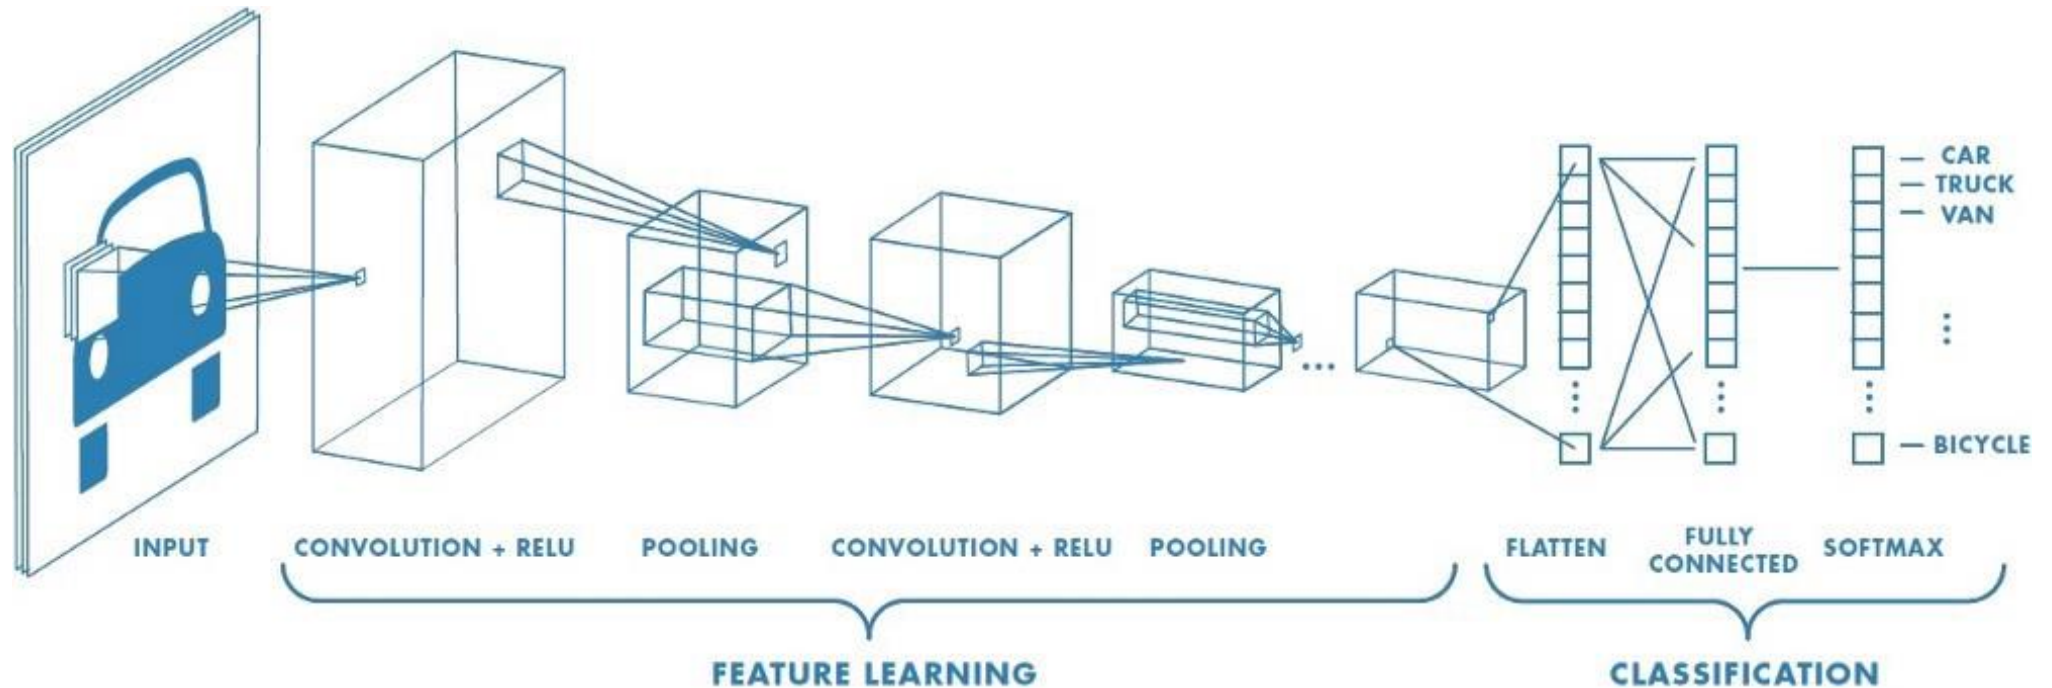 CAR
TRUCK
VAN
BICYCLE
INPUT
CONVOLUTION + RELU
POOLING
CONVOLUTION + RELU
POOLING
FLATTEN
FULLY
CONNECTED
SOFTMAX
FEATURE LEARNING
CLASSIFICATION